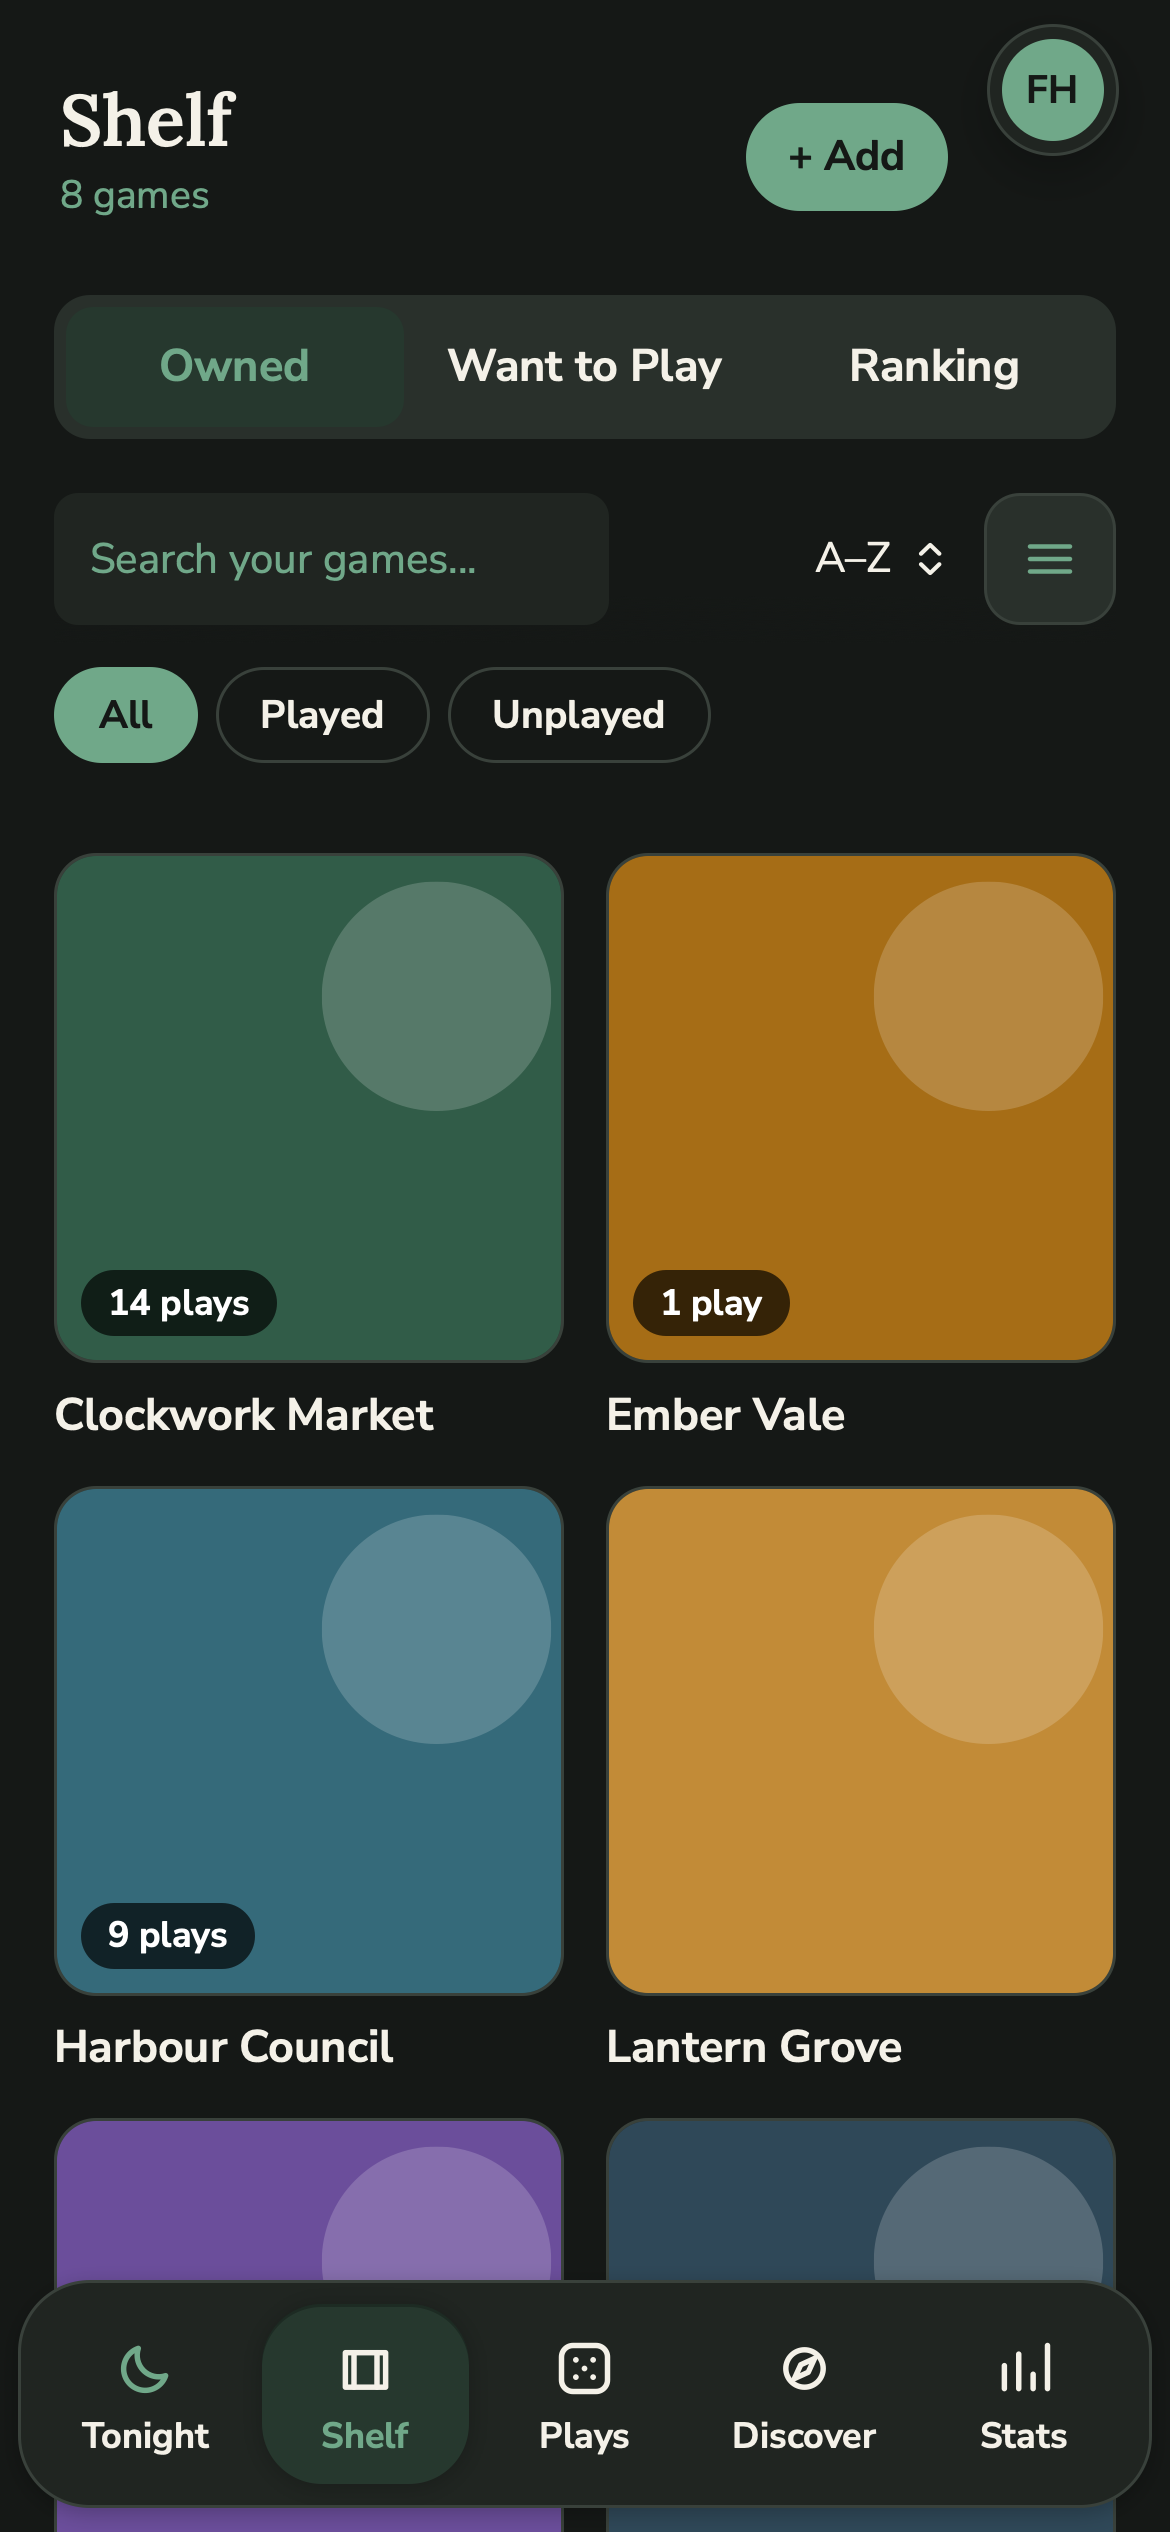 Shelf
8 games
+ Add
FH
Owned
Want to Play
Ranking
Search your games...
A–Z
All
Played
Unplayed
14 plays
1 play
Clockwork Market
Ember Vale
9 plays
Harbour Council
Lantern Grove
Tonight
Shelf
Plays
Discover
Stats